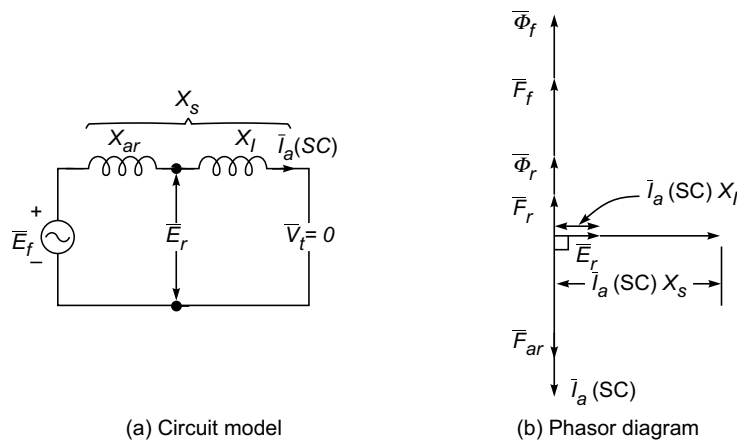 X_s
X_ar
X_l
Ī_a(SC)
+
Ē_f
–
Ē_r
V̄_t = 0
(a) Circuit model
Φ̄_f
F̄_f
Φ̄_r
F̄_r
Ī_a (SC) X_l
Ē_r
Ī_a (SC) X_s
F̄_ar
Ī_a (SC)
(b) Phasor diagram